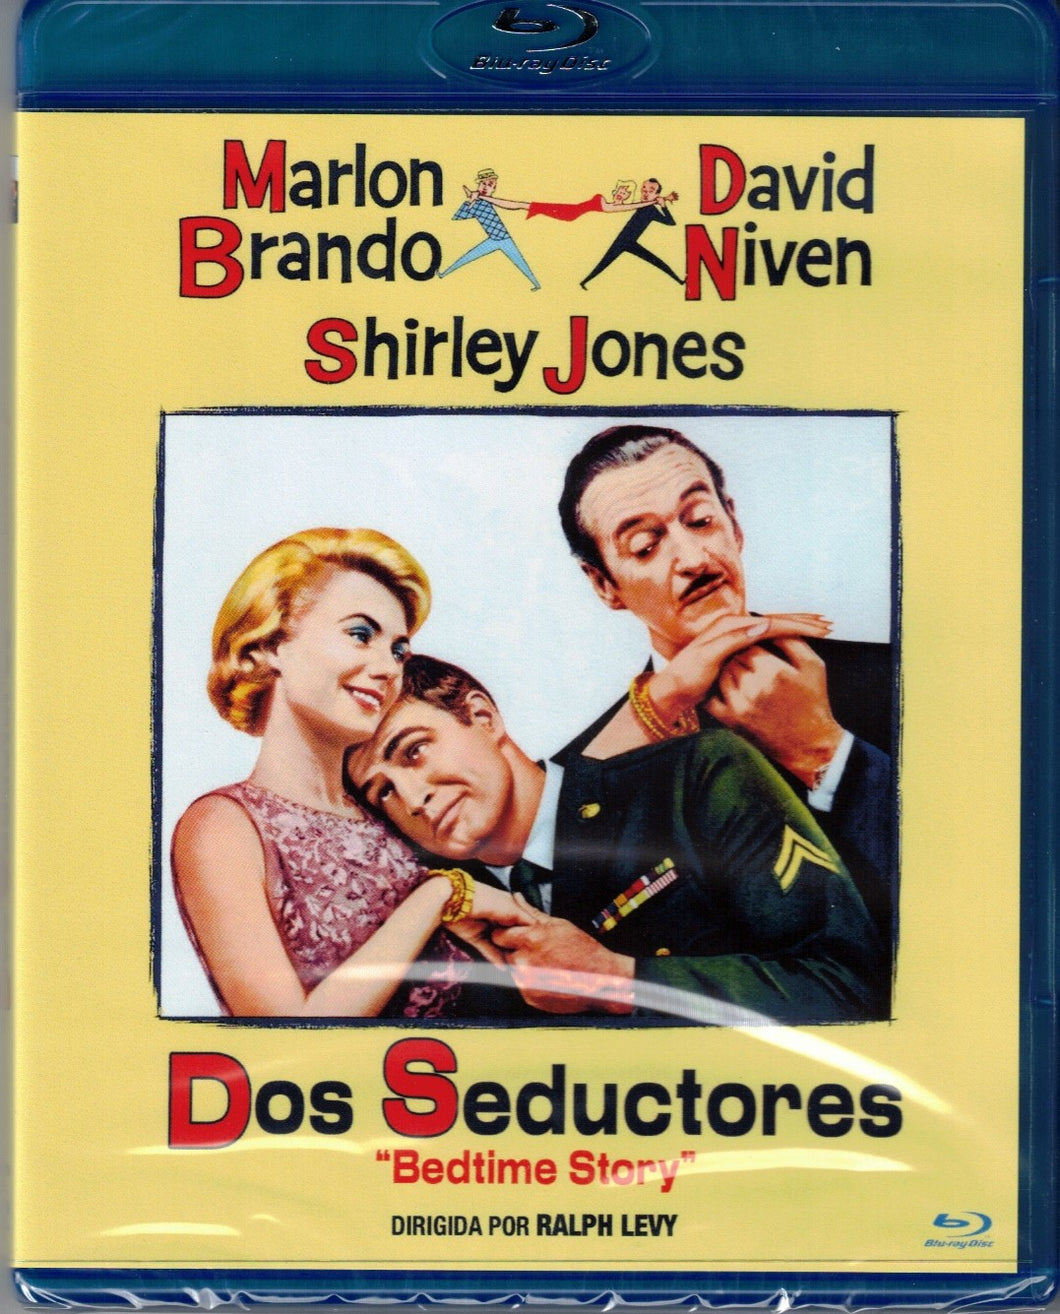 Blu-ray Disc
Marlon
Brando
David
Niven
Shirley Jones
Dos Seductores
"Bedtime Story"
DIRIGIDA POR RALPH LEVY
Blu-ray Disc